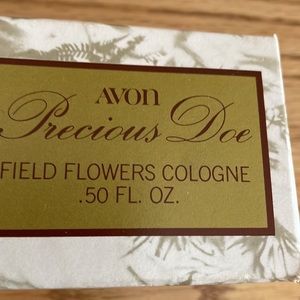 AVON
Precious Doe
FIELD FLOWERS COLOGNE
.50 FL. OZ.